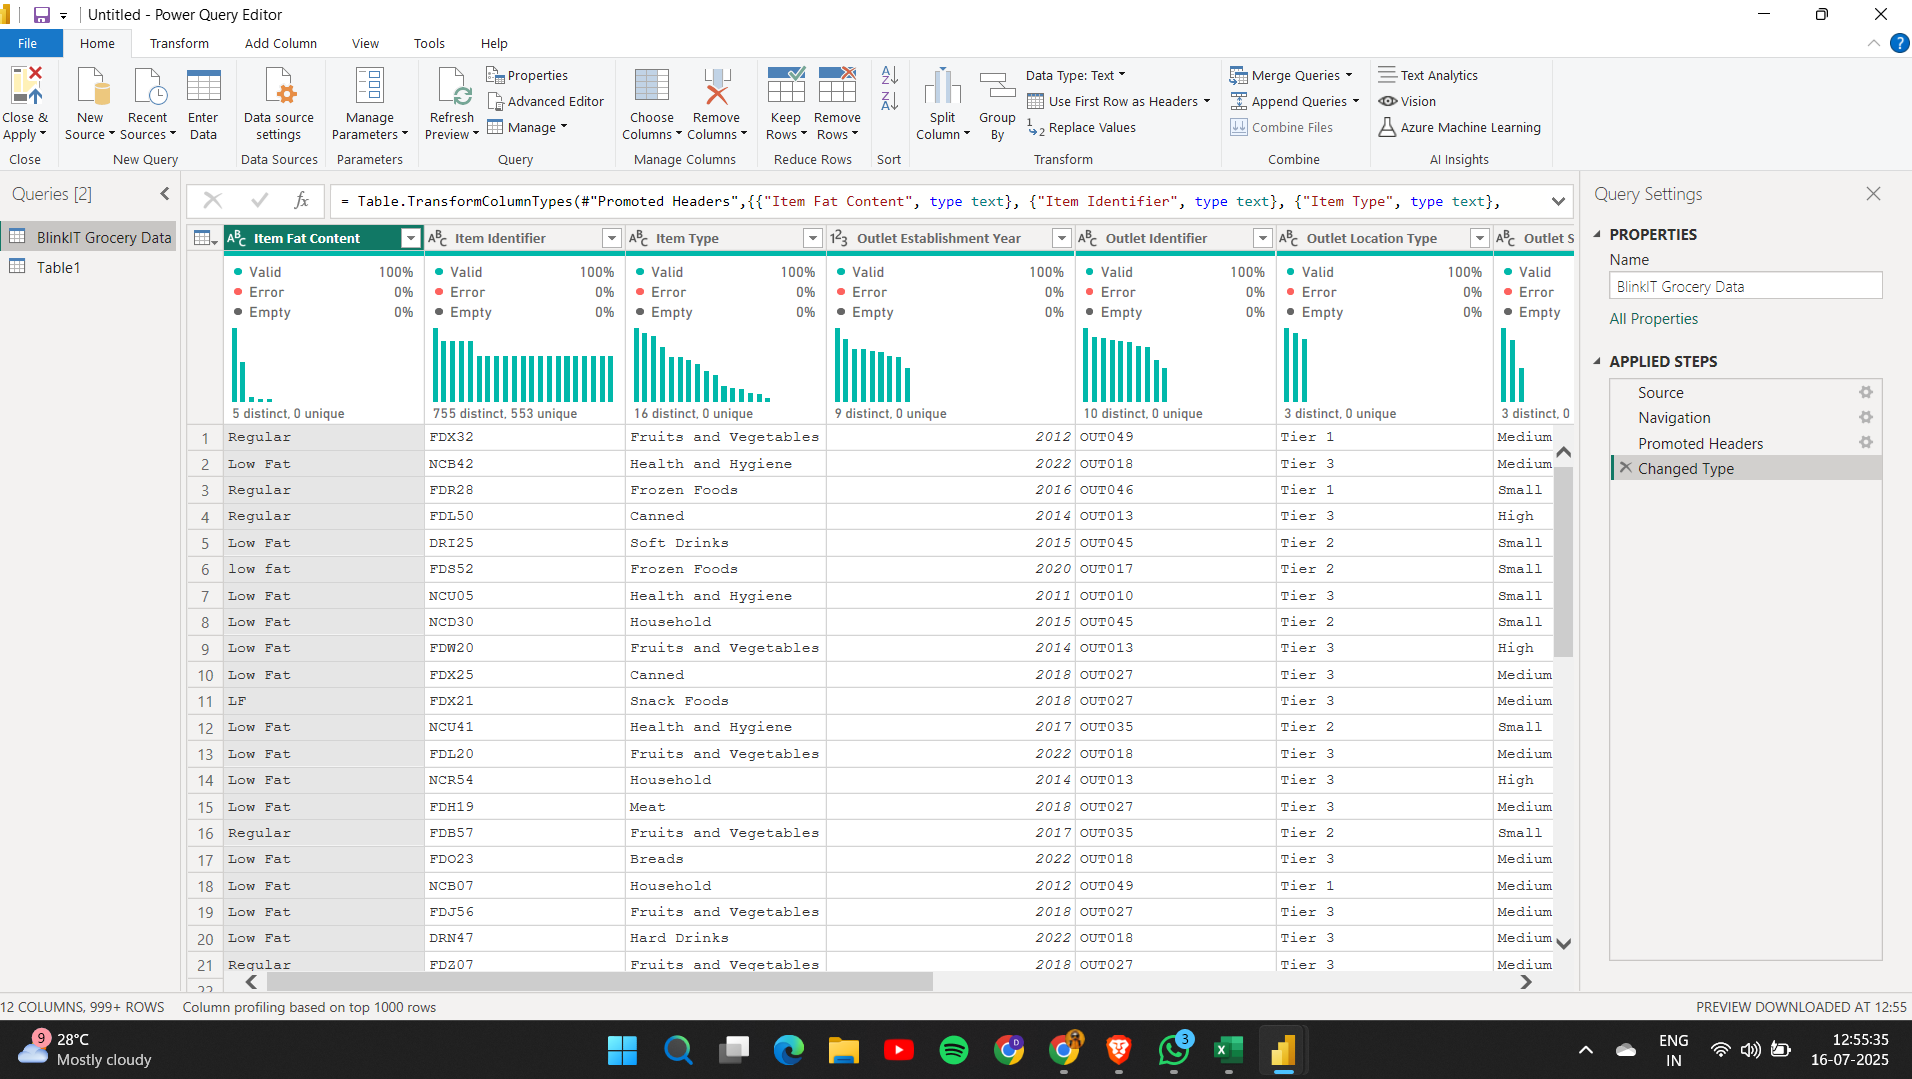 Untitled - Power Query Editor
File Home Transform Add Column View Tools Help
Close & Apply
New Source
Recent Sources
Enter Data
Data source settings
Manage Parameters
Refresh Preview
Properties
Advanced Editor
Manage
Choose Columns
Remove Columns
Keep Rows
Remove Rows
Split Column
Group By
Data Type: Text
Use First Row as Headers
Replace Values
Merge Queries
Append Queries
Combine Files
Text Analytics
Vision
Azure Machine Learning
Close New Query Data Sources Parameters Query Manage Columns Reduce Rows Sort Transform Combine AI Insights
Queries [2]
BlinkIT Grocery Data
Table1
fx = Table.TransformColumnTypes(#"Promoted Headers",{{"Item Fat Content", type text}, {"Item Identifier", type text}, {"Item Type", type text},
Item Fat Content Item Identifier Item Type Outlet Establishment Year Outlet Identifier Outlet Location Type Outlet S
Valid 100% Valid 100% Valid 100% Valid 100% Valid 100% Valid 100% Valid
Error 0% Error 0% Error 0% Error 0% Error 0% Error 0% Error
Empty 0% Empty 0% Empty 0% Empty 0% Empty 0% Empty 0% Empty
5 distinct, 0 unique 755 distinct, 553 unique 16 distinct, 0 unique 9 distinct, 0 unique 10 distinct, 0 unique 3 distinct, 0 unique 3 distinct, 0
1 Regular FDX32 Fruits and Vegetables 2012 OUT049 Tier 1 Medium
2 Low Fat NCB42 Health and Hygiene 2022 OUT018 Tier 3 Medium
3 Regular FDR28 Frozen Foods 2016 OUT046 Tier 1 Small
4 Regular FDL50 Canned 2014 OUT013 Tier 3 High
5 Low Fat DRI25 Soft Drinks 2015 OUT045 Tier 2 Small
6 low fat FDS52 Frozen Foods 2020 OUT017 Tier 2 Small
7 Low Fat NCU05 Health and Hygiene 2011 OUT010 Tier 3 Small
8 Low Fat NCD30 Household 2015 OUT045 Tier 2 Small
9 Low Fat FDW20 Fruits and Vegetables 2014 OUT013 Tier 3 High
10 Low Fat FDX25 Canned 2018 OUT027 Tier 3 Medium
11 LF FDX21 Snack Foods 2018 OUT027 Tier 3 Medium
12 Low Fat NCU41 Health and Hygiene 2017 OUT035 Tier 2 Small
13 Low Fat FDL20 Fruits and Vegetables 2022 OUT018 Tier 3 Medium
14 Low Fat NCR54 Household 2014 OUT013 Tier 3 High
15 Low Fat FDH19 Meat 2018 OUT027 Tier 3 Medium
16 Regular FDB57 Fruits and Vegetables 2017 OUT035 Tier 2 Small
17 Low Fat FDO23 Breads 2022 OUT018 Tier 3 Medium
18 Low Fat NCB07 Household 2012 OUT049 Tier 1 Medium
19 Low Fat FDJ56 Fruits and Vegetables 2018 OUT027 Tier 3 Medium
20 Low Fat DRN47 Hard Drinks 2022 OUT018 Tier 3 Medium
21 Regular FDZ07 Fruits and Vegetables 2018 OUT027 Tier 3 Medium
22
Query Settings
PROPERTIES
Name
BlinkIT Grocery Data
All Properties
APPLIED STEPS
Source
Navigation
Promoted Headers
Changed Type
12 COLUMNS, 999+ ROWS Column profiling based on top 1000 rows PREVIEW DOWNLOADED AT 12:55
9 28°C
Mostly cloudy
D
3
ENG
IN
12:55:35
16-07-2025